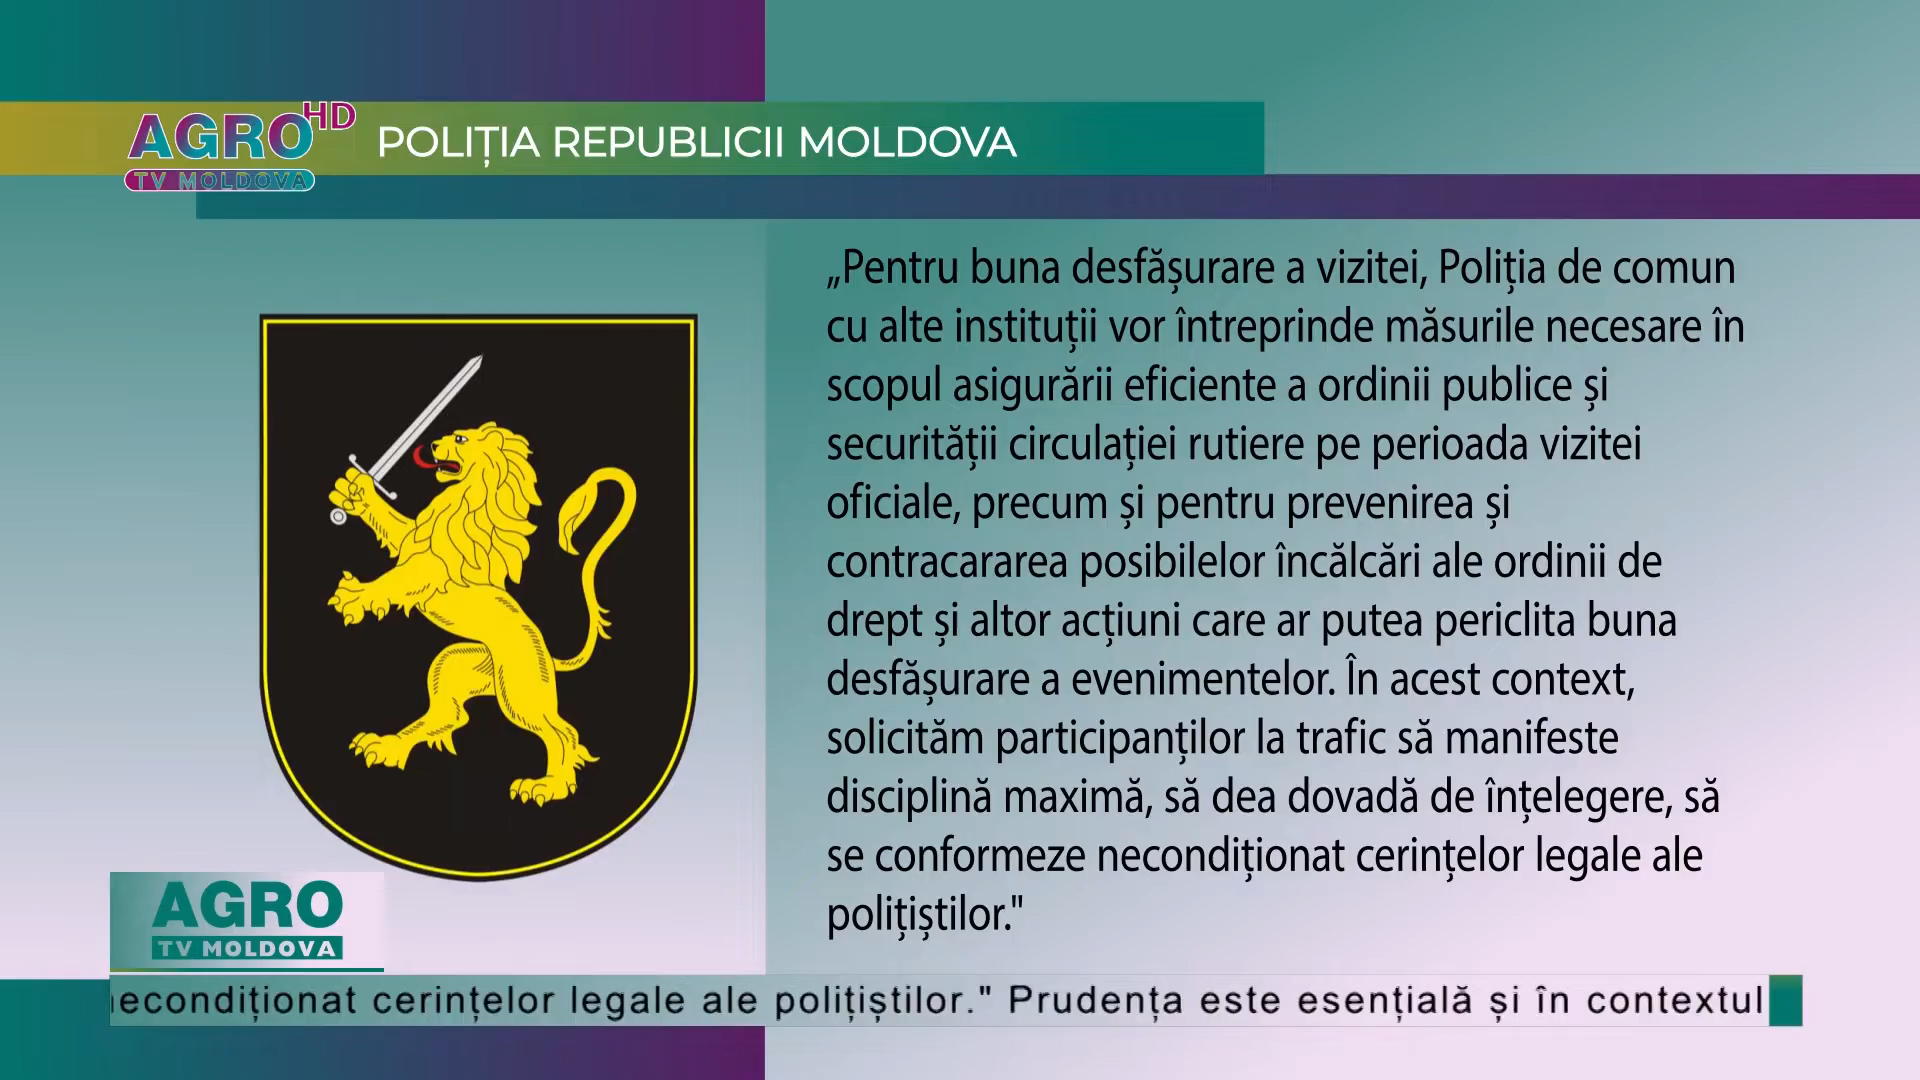 AGRO HD
TV MOLDOVA
POLIȚIA REPUBLICII MOLDOVA
„Pentru buna desfășurare a vizitei, Poliția de comun
cu alte instituții vor întreprinde măsurile necesare în
scopul asigurării eficiente a ordinii publice și
securității circulației rutiere pe perioada vizitei
oficiale, precum și pentru prevenirea și
contracararea posibilelor încălcări ale ordinii de
drept și altor acțiuni care ar putea periclita buna
desfășurare a evenimentelor. În acest context,
solicităm participanților la trafic să manifeste
disciplină maximă, să dea dovadă de înțelegere, să
se conformeze necondiționat cerințelor legale ale
polițiștilor."
AGRO
TV MOLDOVA
econdiționat cerințelor legale ale polițiștilor." Prudența este esențială și în contextul